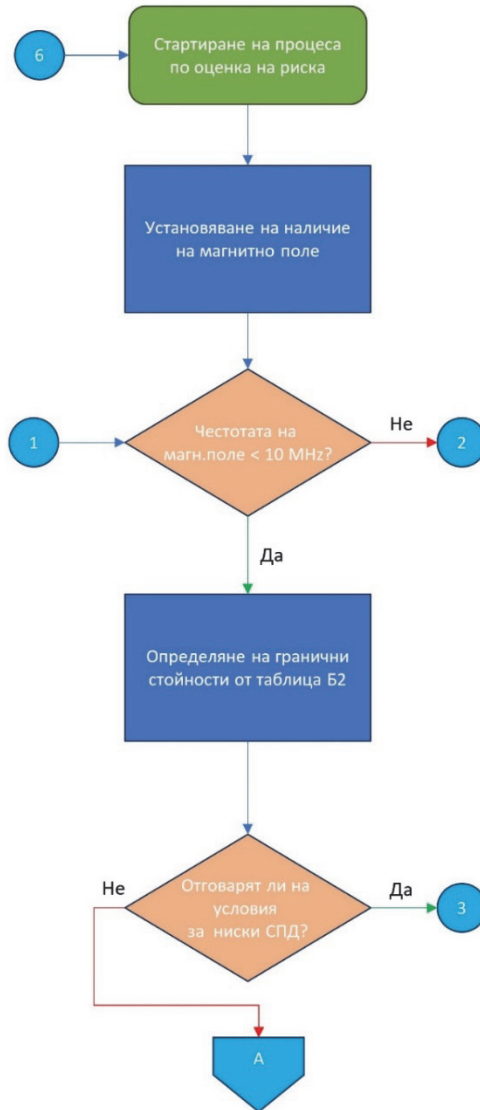 6
Стартиране на процеса
по оценка на риска
Установяване на наличие
на магнитно поле
1
Честотата на
магн.поле < 10 MHz?
Не
2
Да
Определяне на гранични
стойности от таблица Б2
Не
Отговарят ли на
условия
за ниски СПД?
Да
3
А